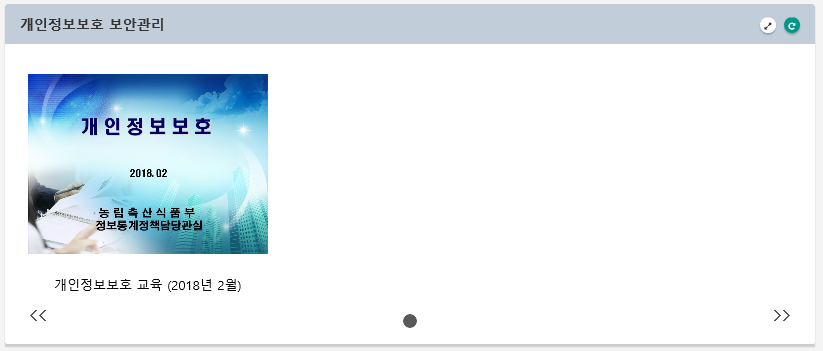 개인정보보호 보안관리
개인정보보호
2018. 02
농림축산식품부
정보통계정책담당관실
개인정보보호 교육 (2018년 2월)